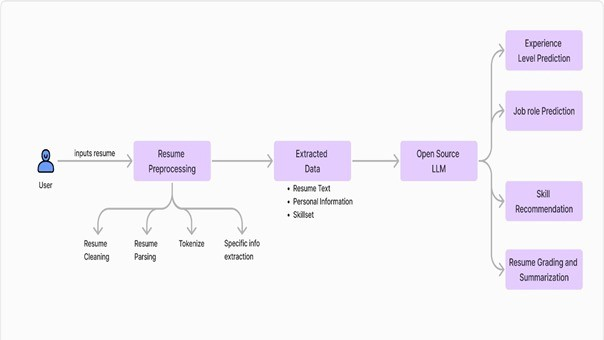 Experience
Level Prediction
Job role Prediction
inputs resume
User
Resume
Preprocessing
Extracted
Data
• Resume Text
• Personal Information
• Skillset
Open Source
LLM
Resume
Cleaning
Resume
Parsing
Tokenize
Specific info
extraction
Skill
Recommendation
Resume Grading and
Summarization